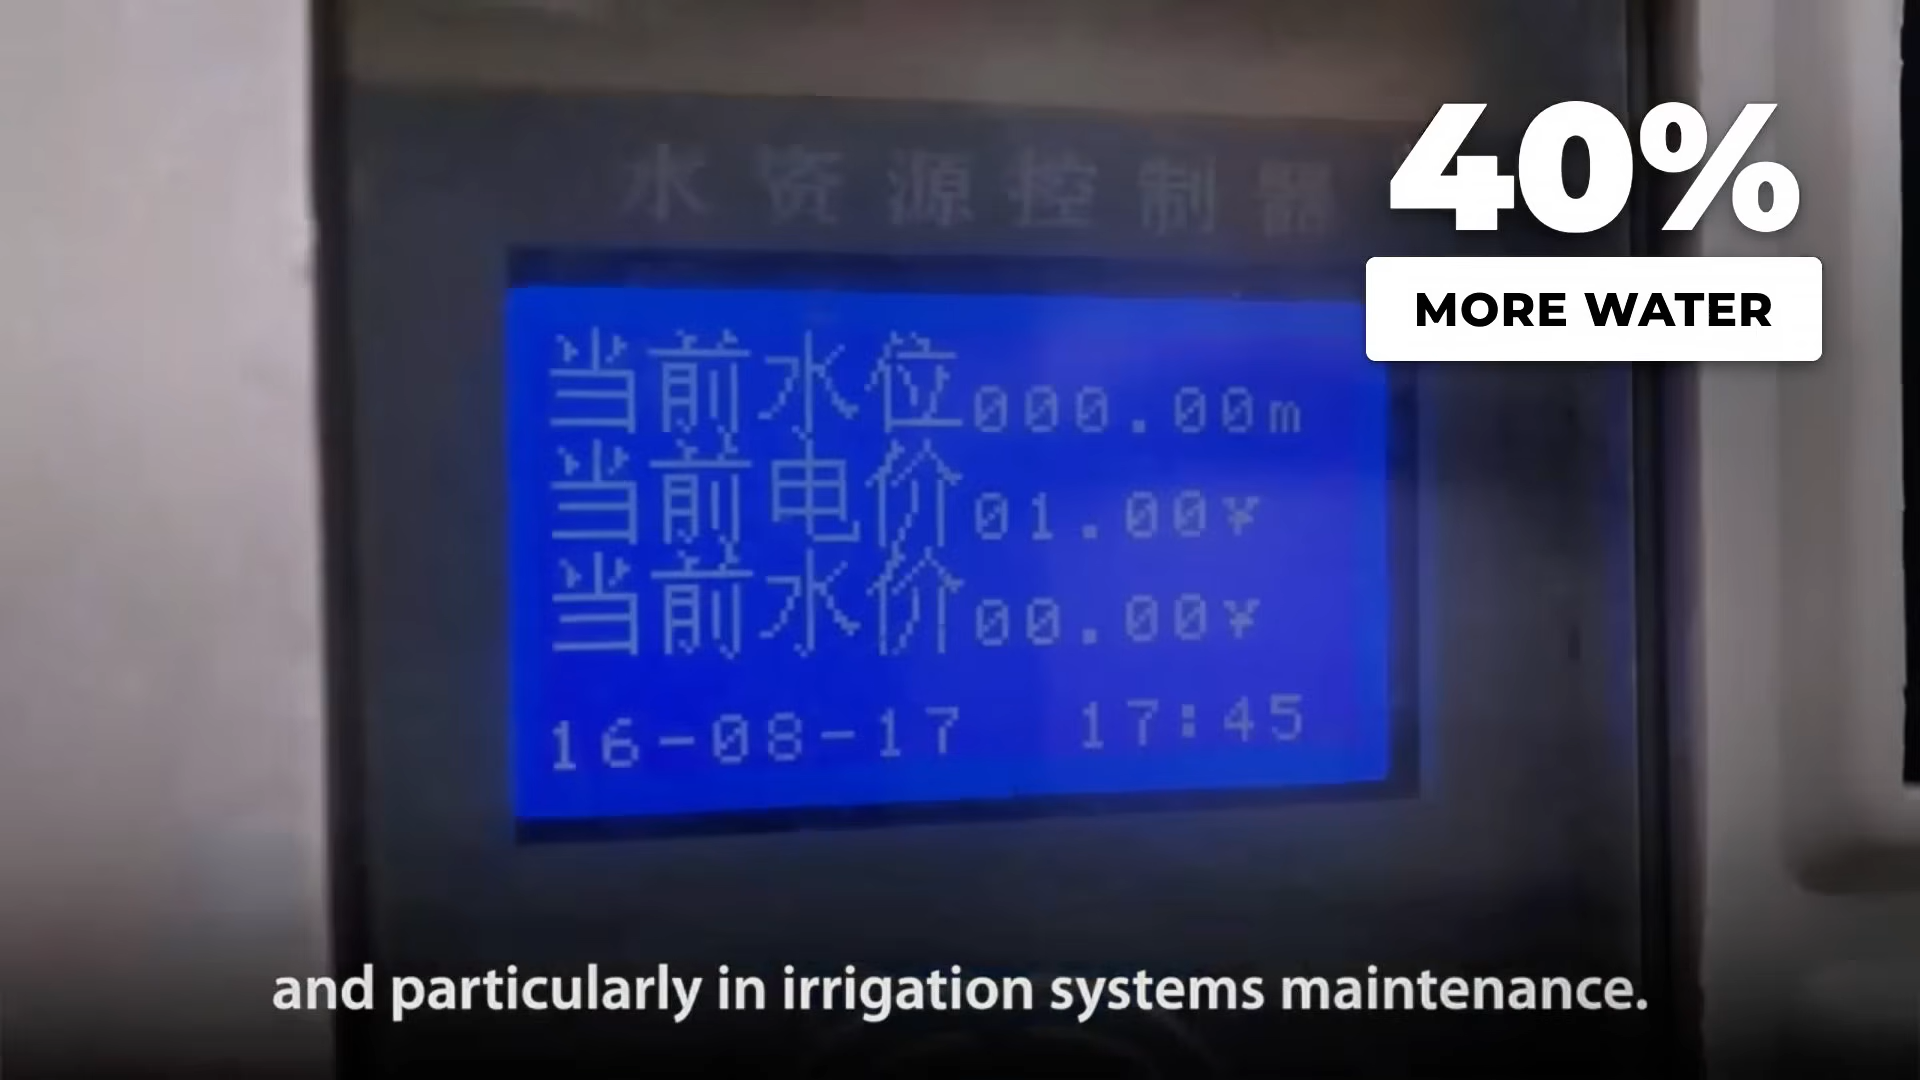 水资源控制器
40%
MORE WATER
当前水位000.00m
当前电价01.00¥
当前水价00.00¥
16-08-17 17:45
and particularly in irrigation systems maintenance.